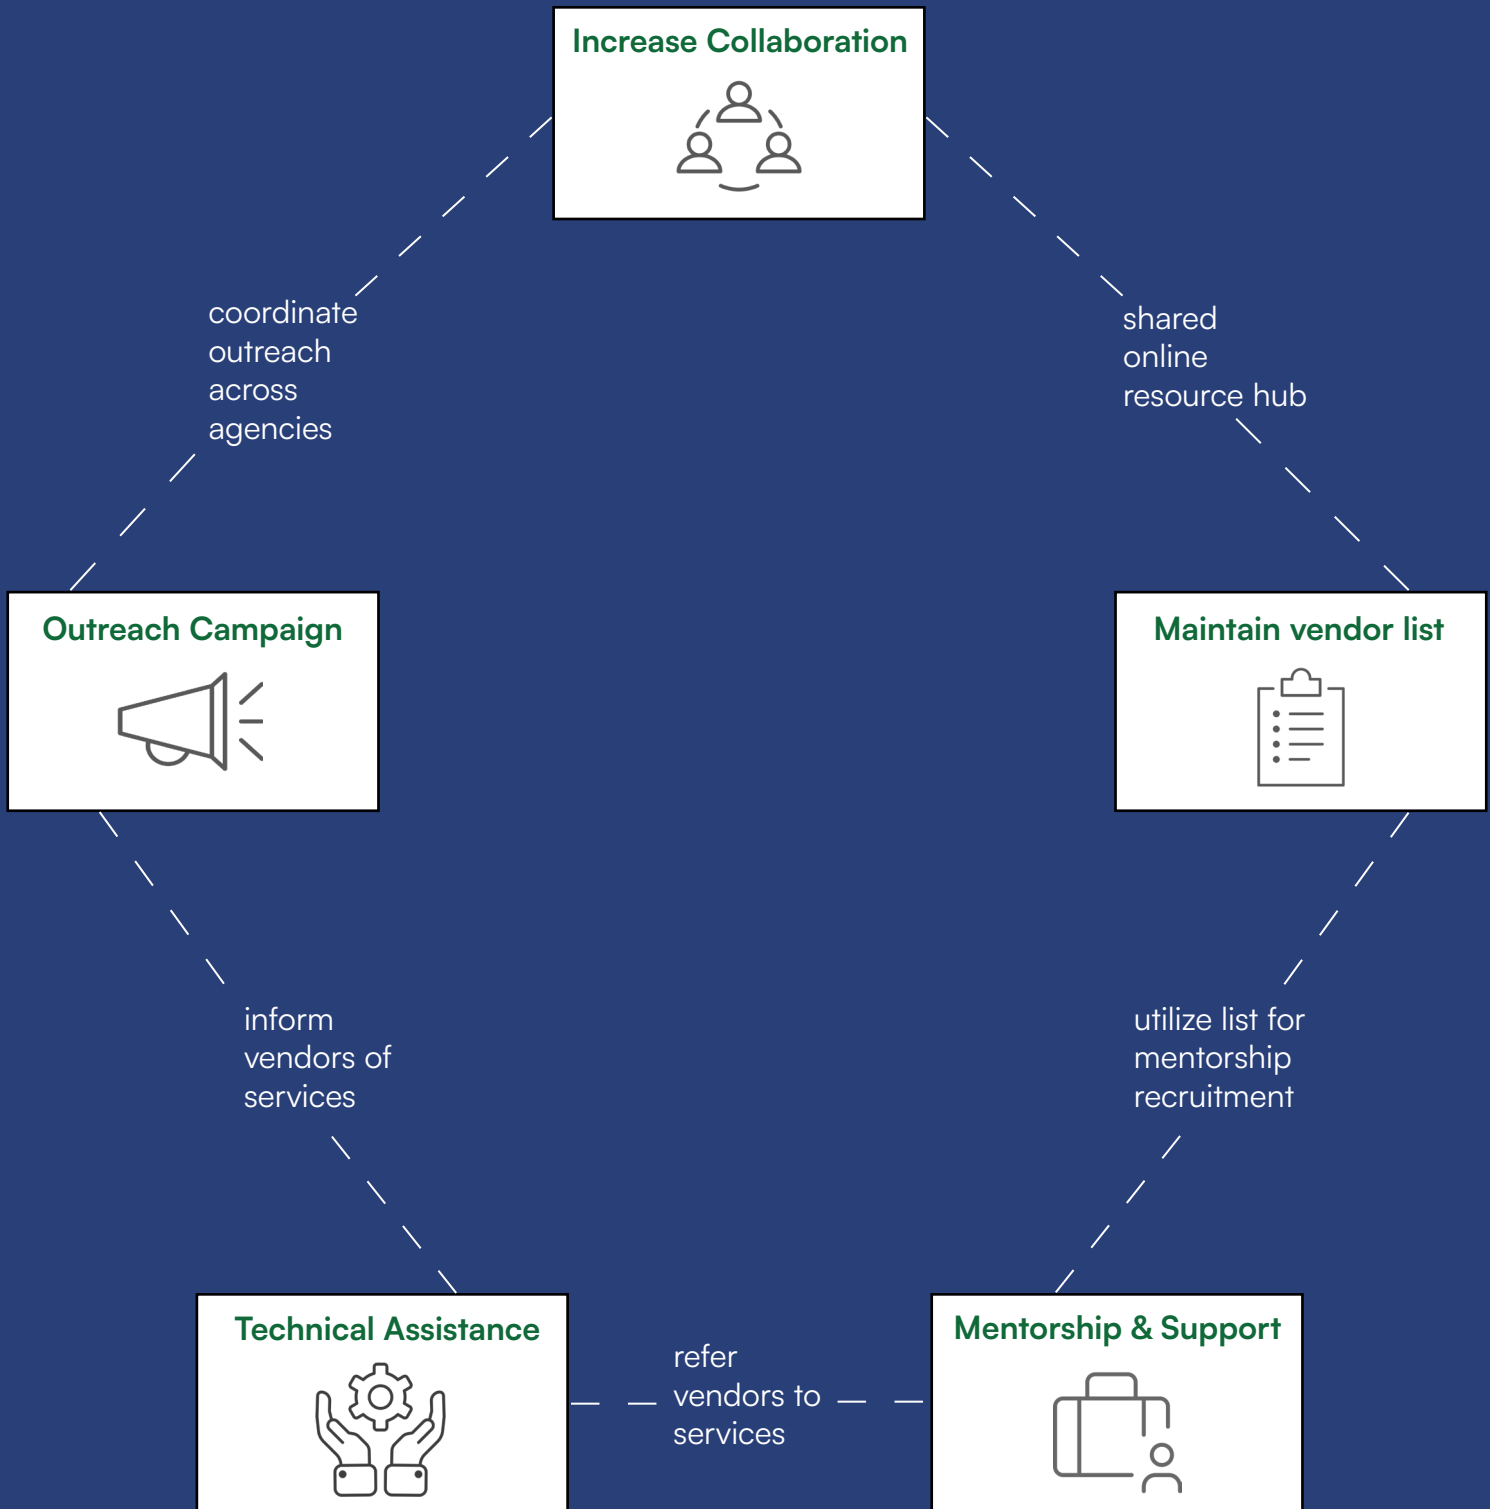 Increase Collaboration
coordinate
outreach
across
agencies
shared
online
resource hub
Outreach Campaign
Maintain vendor list
inform
vendors of
services
utilize list for
mentorship
recruitment
Technical Assistance
refer
vendors to
services
Mentorship & Support